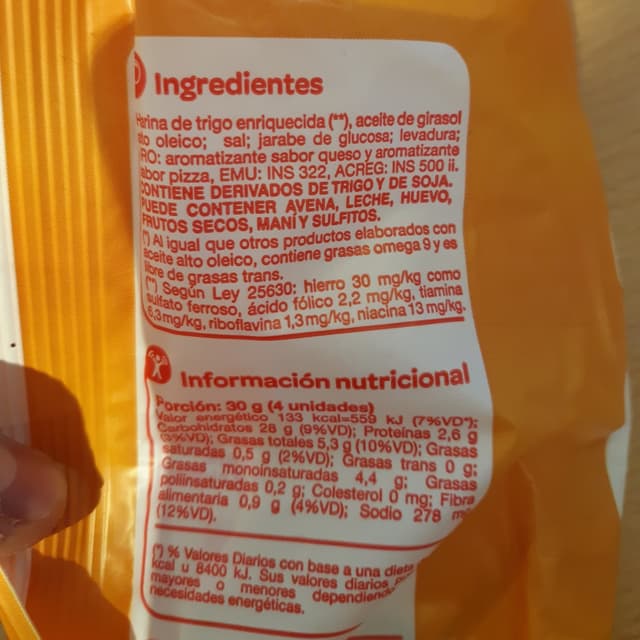 Ingredientes
Harina de trigo enriquecida (**), aceite de girasol
alto oleico; sal; jarabe de glucosa; levadura;
RO: aromatizante sabor queso y aromatizante
sabor pizza, EMU: INS 322, ACREG: INS 500 ii.
CONTIENE DERIVADOS DE TRIGO Y DE SOJA.
PUEDE CONTENER AVENA, LECHE, HUEVO,
FRUTOS SECOS, MANÍ Y SULFITOS.
(*) Al igual que otros productos elaborados con
aceite alto oleico, contiene grasas omega 9 y es
libre de grasas trans.
(**) Según Ley 25630: hierro 30 mg/kg como
sulfato ferroso, ácido fólico 2,2 mg/kg, tiamina
6,3 mg/kg, riboflavina 1,3 mg/kg, niacina 13 mg/kg.
Información nutricional
Porción: 30 g (4 unidades)
Valor energético 133 kcal=559 kJ (7%VD*);
Carbohidratos 28 g (9%VD); Proteínas 2,6 g
(3%VD); Grasas totales 5,3 g (10%VD); Grasas
saturadas 0,5 g (2%VD); Grasas trans 0 g;
Grasas monoinsaturadas 4,4 g; Grasas
poliinsaturadas 0,2 g; Colesterol 0 mg; Fibra
alimentaria 0,9 g (4%VD); Sodio 278 m
(12%VD).
(*) % Valores Diarios con base a una dieta
kcal u 8400 kJ. Sus valores diarios
mayores o menores dependiendo
necesidades energéticas.